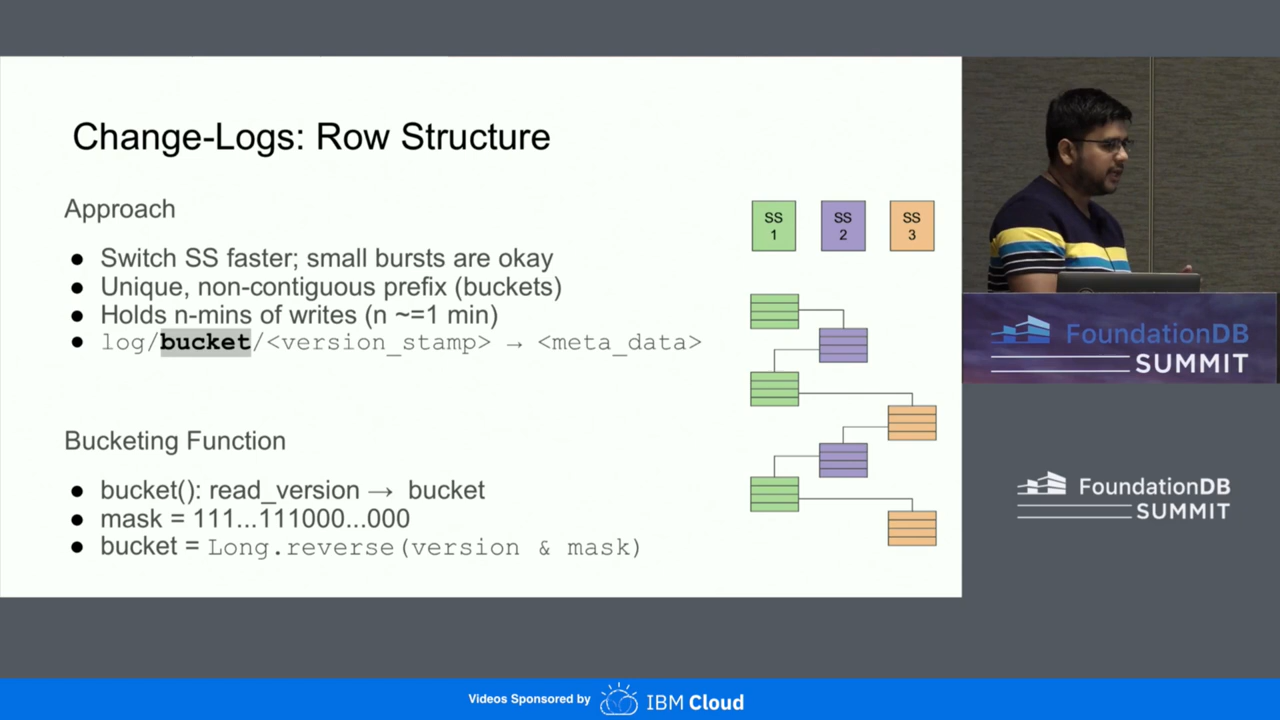 Change-Logs: Row Structure
Approach
● Switch SS faster; small bursts are okay
● Unique, non-contiguous prefix (buckets)
● Holds n-mins of writes (n ~=1 min)
● log/bucket/<version_stamp> → <meta_data>
Bucketing Function
● bucket(): read_version → bucket
● mask = 111...111000...000
● bucket = Long.reverse(version & mask)
SS
1
SS
2
SS
3
FoundationDB
SUMMIT
FoundationDB
SUMMIT
Videos Sponsored by IBM Cloud